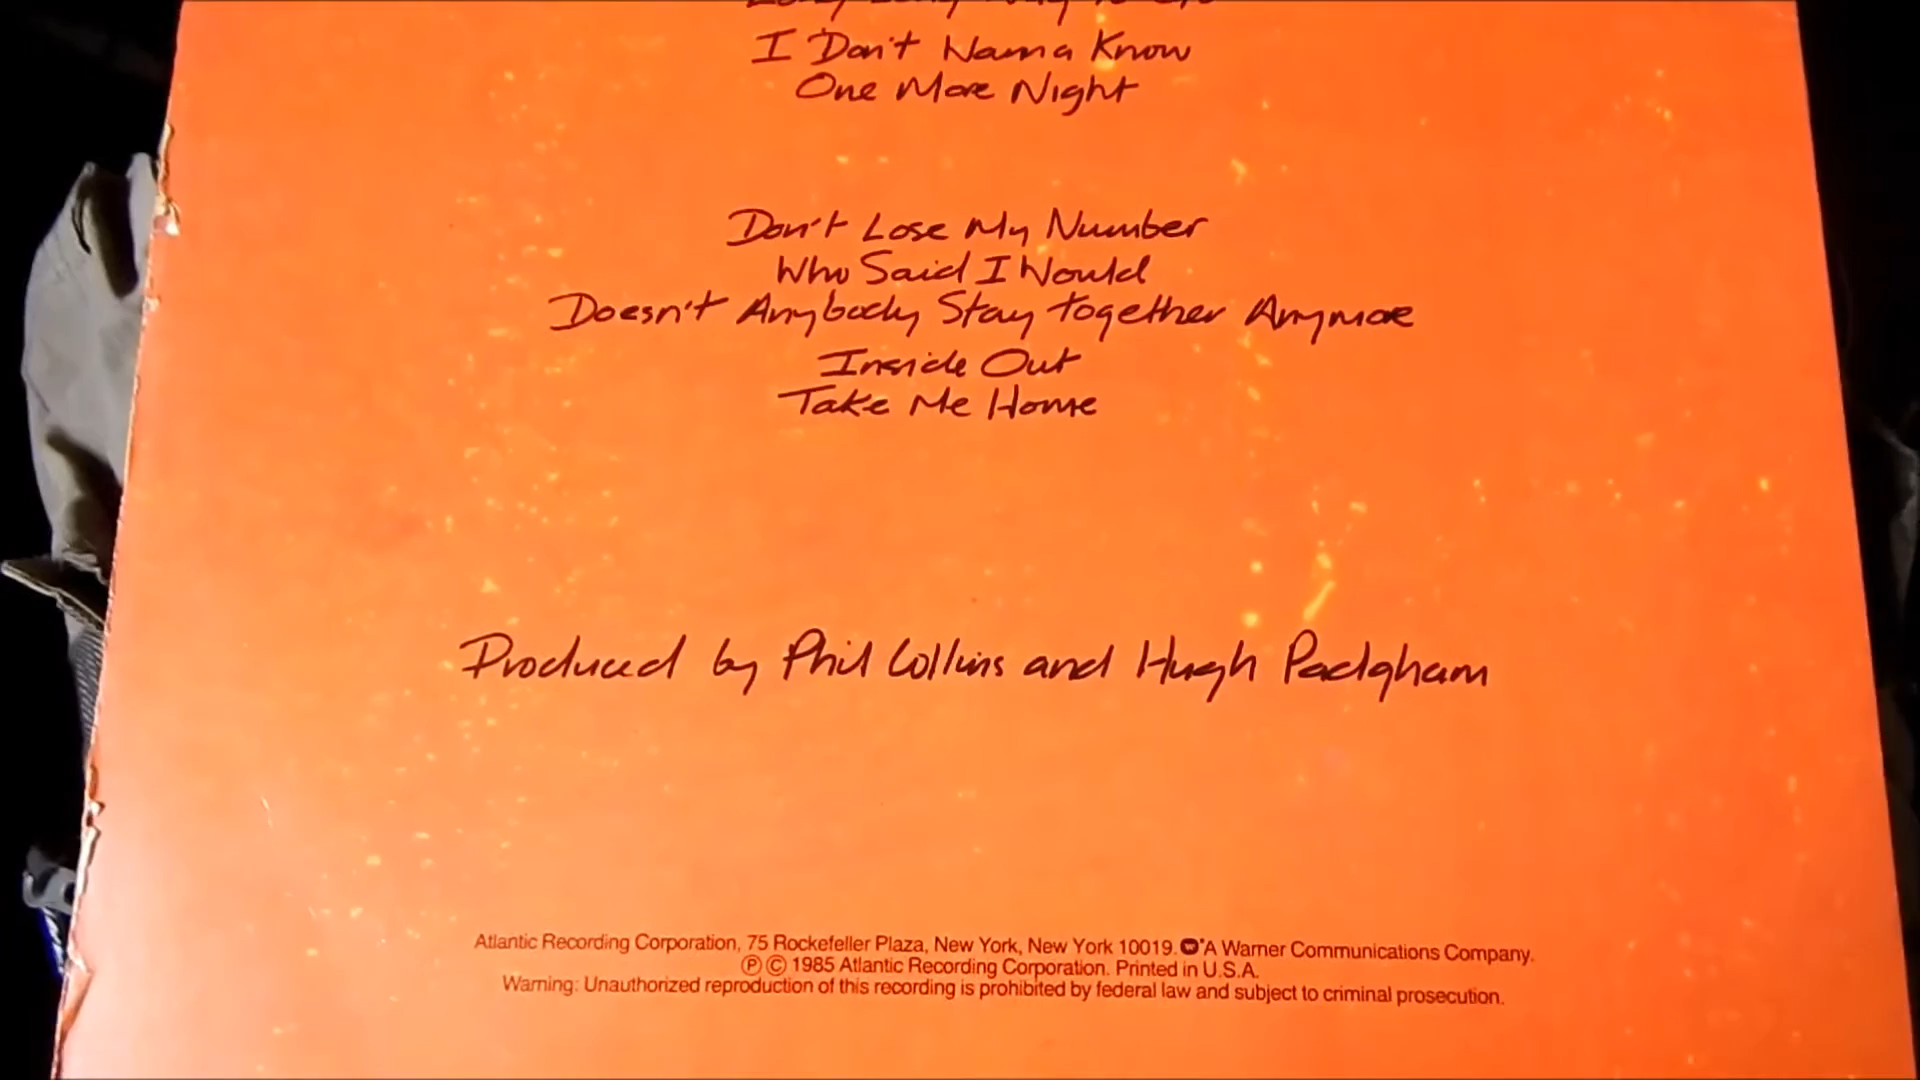 I Don't Wanna Know
One More Night
Don't Lose My Number
Who Said I Would
Doesn't Anybody Stay together Anymore
Inside Out
Take Me Home
Produced by Phil Collins and Hugh Padgham
Atlantic Recording Corporation, 75 Rockefeller Plaza, New York, New York 10019. A Warner Communications Company.
℗ © 1985 Atlantic Recording Corporation. Printed in U.S.A.
Warning: Unauthorized reproduction of this recording is prohibited by federal law and subject to criminal prosecution.